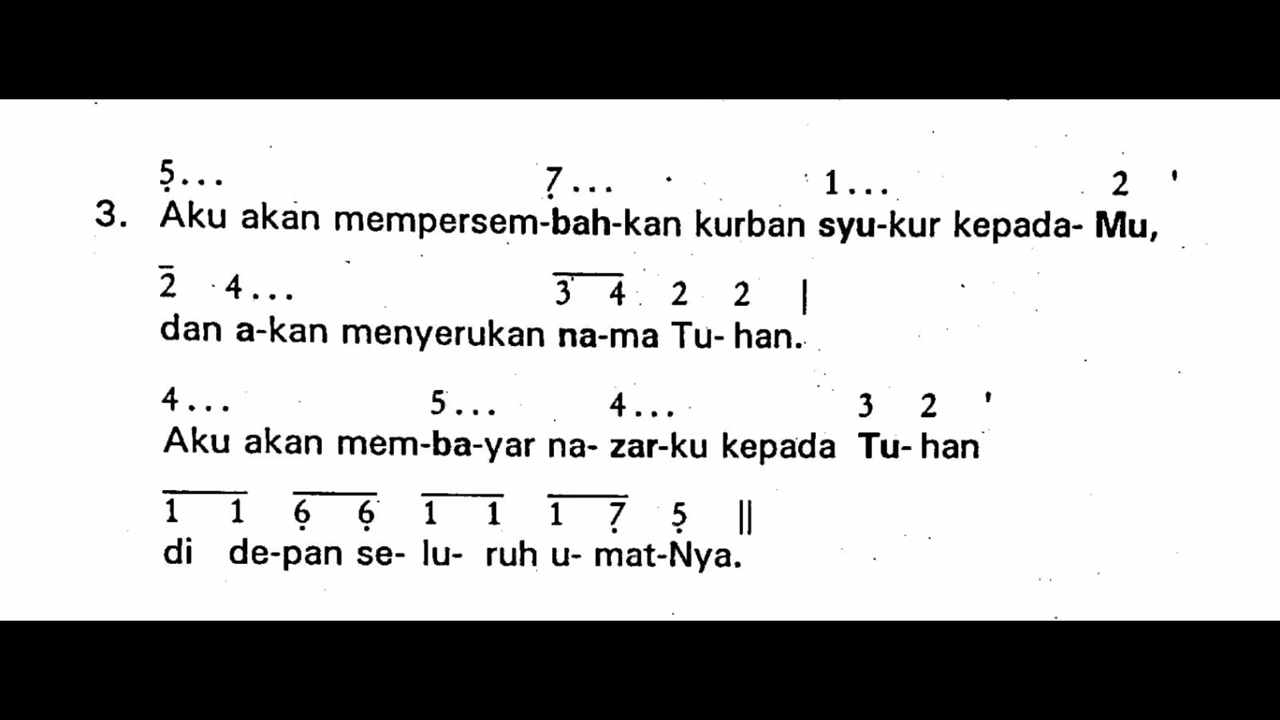 5̣... 7̣... 1... 2 '
3. Aku akan mempersem-bah-kan kurban syu-kur kepada- Mu,
2̅ 4... 3̅ 4̅ 2 2 |
dan a-kan menyerukan na-ma Tu- han.
4... 5... 4... 3 2 '
Aku akan mem-ba-yar na- zar-ku kepada Tu- han
1̅ 1̅ 6̣̅ 6̣̅ 1̅ 1̅ 1̅ 7̣̅ 5̣ ||
di de-pan se- lu- ruh u- mat-Nya.